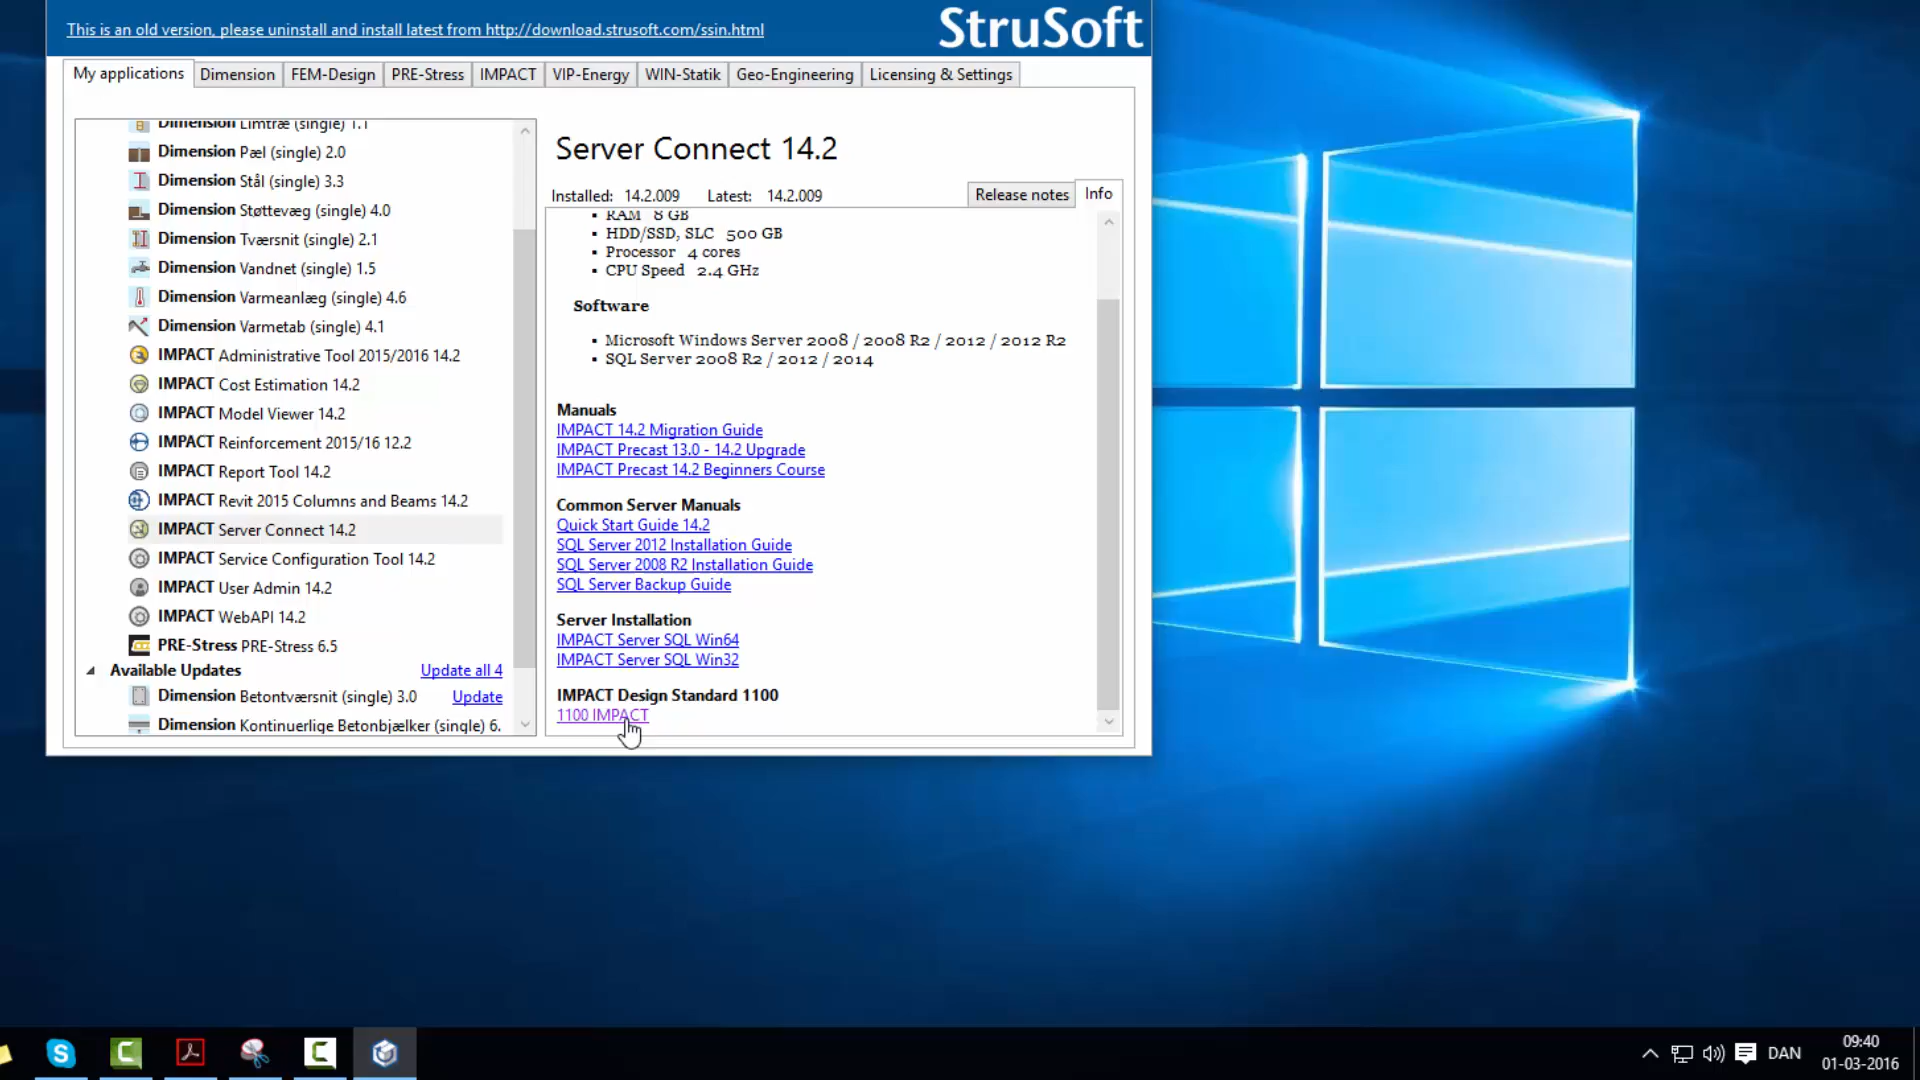 This is an old version, please uninstall and install latest from http://download.strusoft.com/ssin.html
StruSoft
My applications
Dimension
FEM-Design
PRE-Stress
IMPACT
VIP-Energy
WIN-Statik
Geo-Engineering
Licensing & Settings
Dimension Limtræ (single) 1.1
Dimension Pæl (single) 2.0
Dimension Stål (single) 3.3
Dimension Støttevæg (single) 4.0
Dimension Tværsnit (single) 2.1
Dimension Vandnet (single) 1.5
Dimension Varmeanlæg (single) 4.6
Dimension Varmetab (single) 4.1
IMPACT Administrative Tool 2015/2016 14.2
IMPACT Cost Estimation 14.2
IMPACT Model Viewer 14.2
IMPACT Reinforcement 2015/16 12.2
IMPACT Report Tool 14.2
IMPACT Revit 2015 Columns and Beams 14.2
IMPACT Server Connect 14.2
IMPACT Service Configuration Tool 14.2
IMPACT User Admin 14.2
IMPACT WebAPI 14.2
PRE-Stress PRE-Stress 6.5
Available Updates Update all 4
Dimension Betontværsnit (single) 3.0 Update
Dimension Kontinuerlige Betonbjælker (single) 6.
Server Connect 14.2
Installed: 14.2.009 Latest: 14.2.009
Release notes
Info
RAM 8 GB
HDD/SSD, SLC 500 GB
Processor 4 cores
CPU Speed 2.4 GHz
Software
Microsoft Windows Server 2008 / 2008 R2 / 2012 / 2012 R2
SQL Server 2008 R2 / 2012 / 2014
Manuals
IMPACT 14.2 Migration Guide
IMPACT Precast 13.0 - 14.2 Upgrade
IMPACT Precast 14.2 Beginners Course
Common Server Manuals
Quick Start Guide 14.2
SQL Server 2012 Installation Guide
SQL Server 2008 R2 Installation Guide
SQL Server Backup Guide
Server Installation
IMPACT Server SQL Win64
IMPACT Server SQL Win32
IMPACT Design Standard 1100
1100 IMPACT
DAN
09:40
01-03-2016